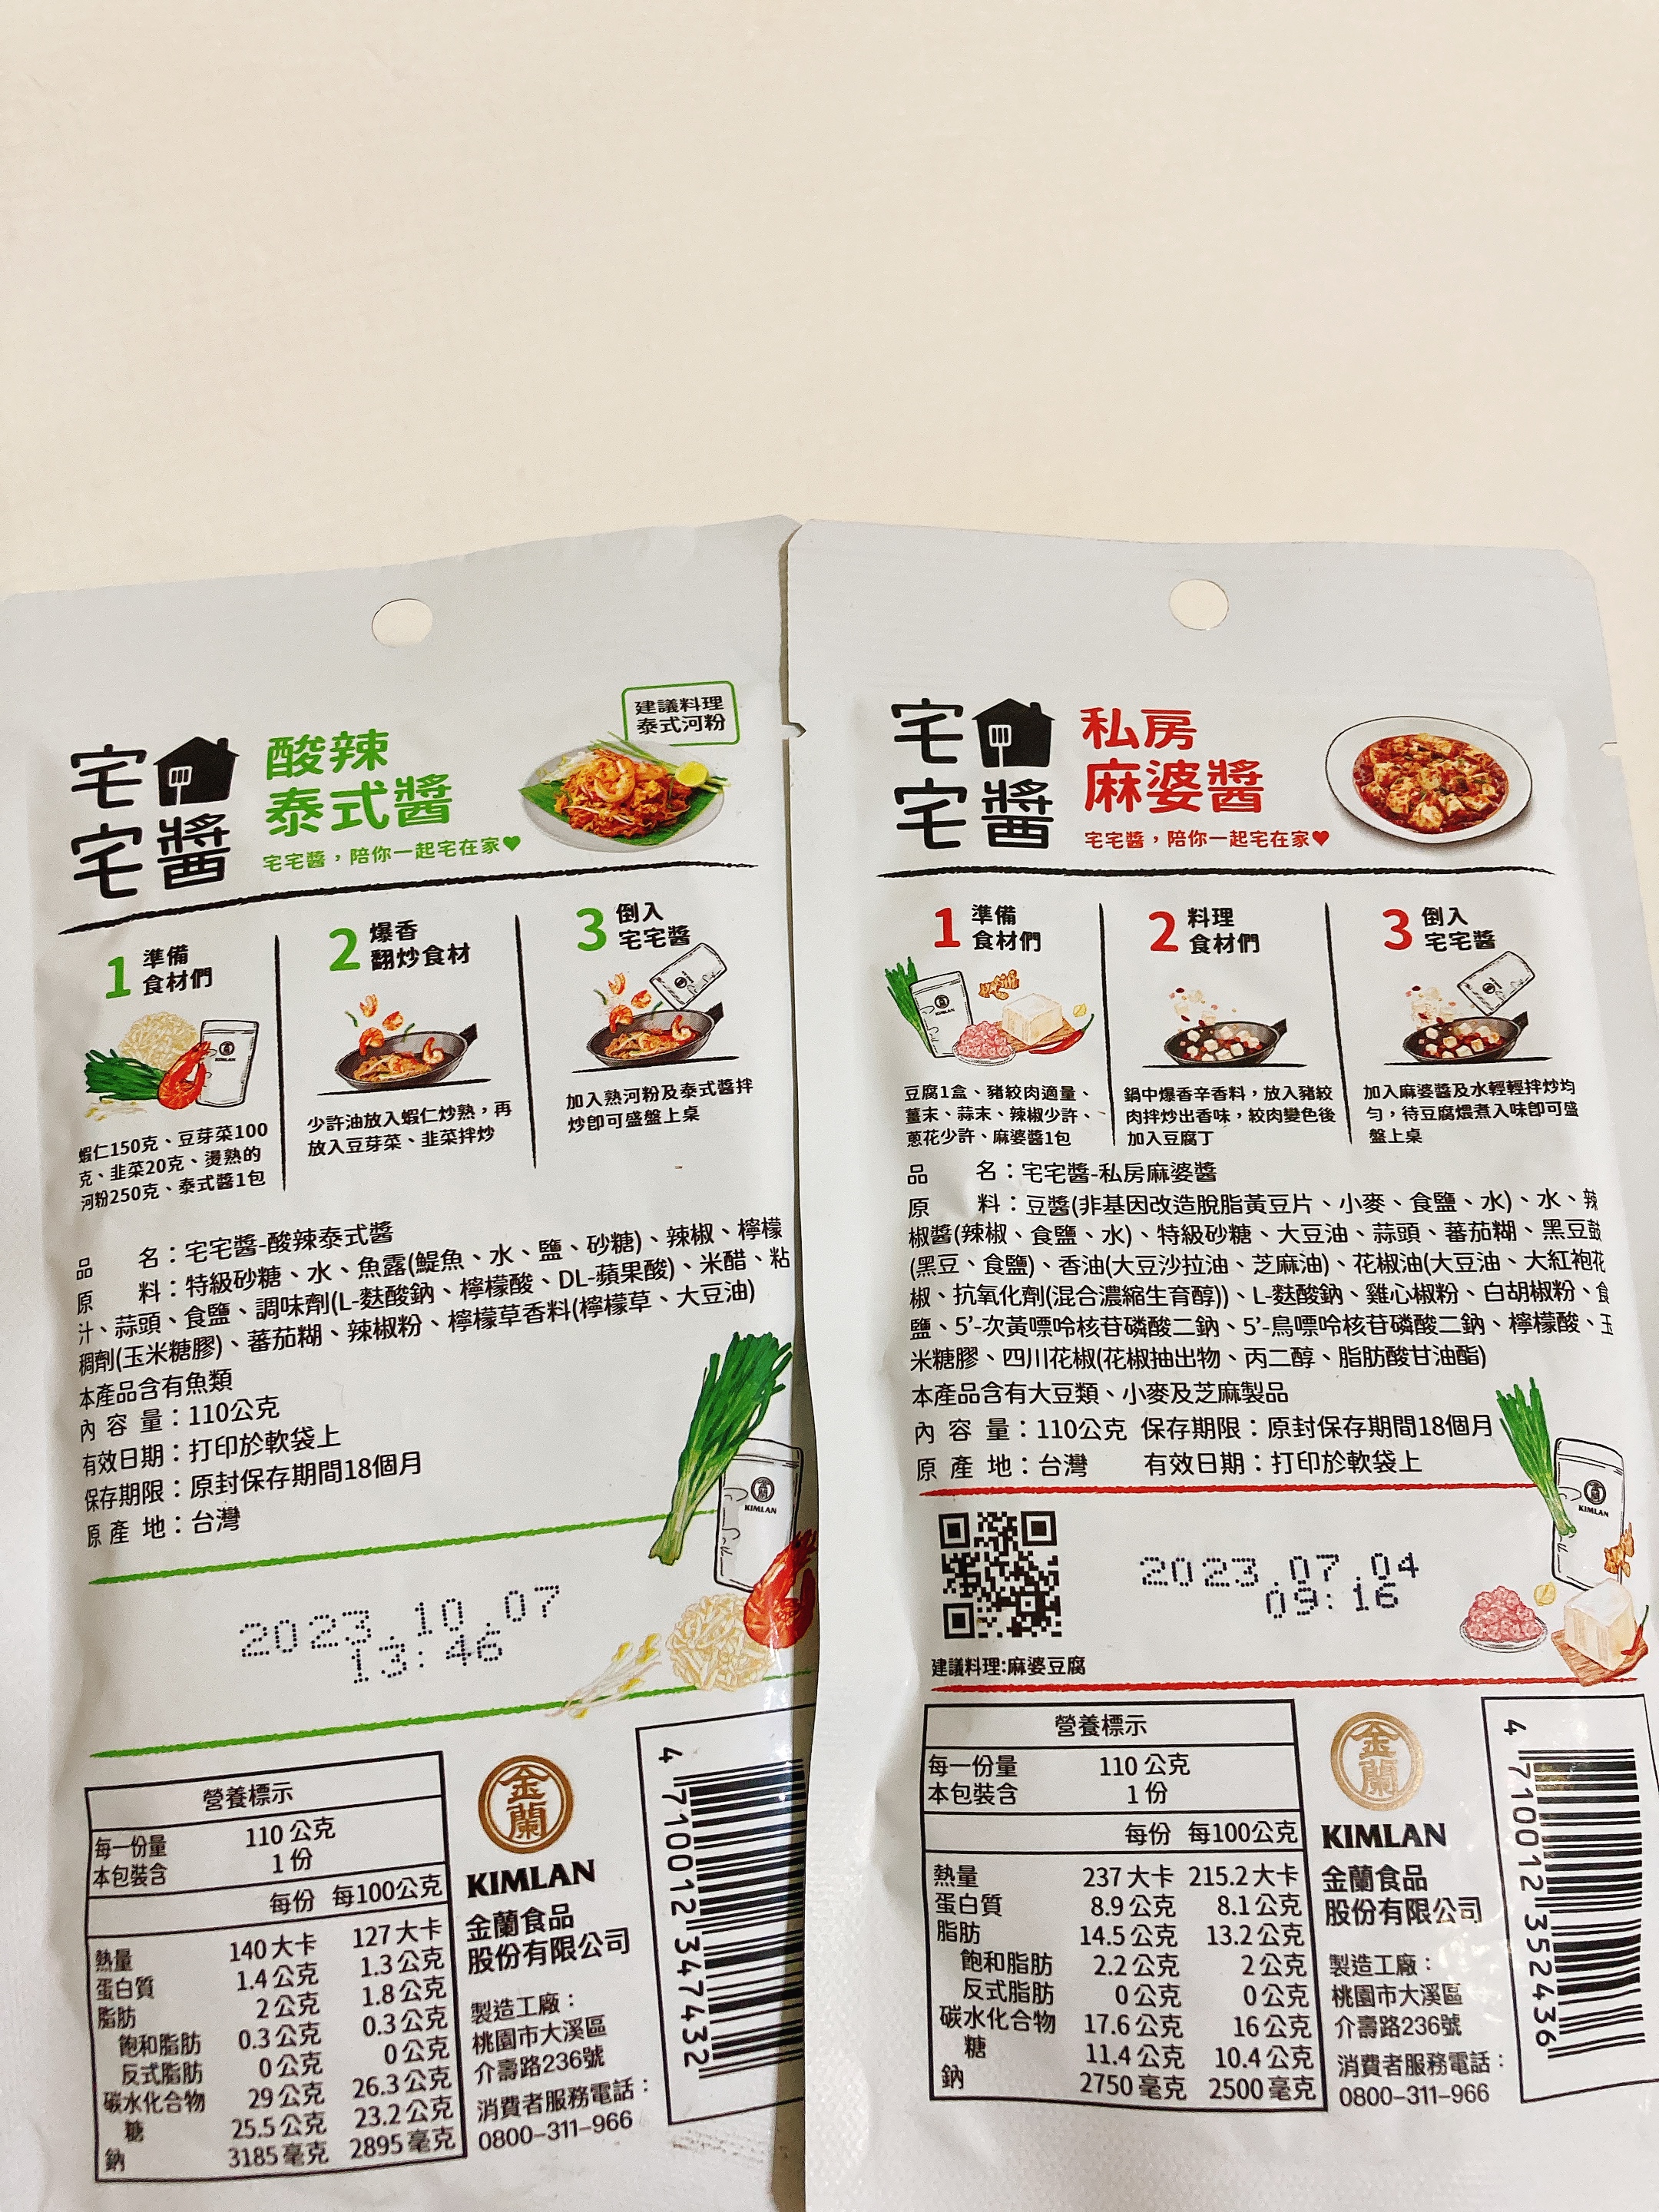 宅
宅醬
酸辣
泰式醬
宅宅醬，陪你一起宅在家♥
建議料理
泰式河粉
1 準備
食材們
蝦仁150克、豆芽菜100
克、韭菜20克、燙熟的
河粉250克、泰式醬1包
2 爆香
翻炒食材
少許油放入蝦仁炒熟，再
放入豆芽菜、韭菜拌炒
3 倒入
宅宅醬
加入熟河粉及泰式醬拌
炒即可盛盤上桌
品 名：宅宅醬-酸辣泰式醬
原 料：特級砂糖、水、魚露(鯷魚、水、鹽、砂糖)、辣椒、檸檬
汁、蒜頭、食鹽、調味劑(L-麩酸鈉、檸檬酸、DL-蘋果酸)、米醋、粘
稠劑(玉米糖膠)、蕃茄糊、辣椒粉、檸檬草香料(檸檬草、大豆油)
本產品含有魚類
內 容 量：110公克
有效日期：打印於軟袋上
保存期限：原封保存期間18個月
原 產 地：台灣
KIMLAN
2023.10.07
13:46
營養標示
每一份量 110 公克
本包裝含 1 份
每份 每100公克
熱量 140 大卡 127 大卡
蛋白質 1.4 公克 1.3 公克
脂肪 2 公克 1.8 公克
飽和脂肪 0.3 公克 0.3 公克
反式脂肪 0 公克 0 公克
碳水化合物 29 公克 26.3 公克
糖 25.5 公克 23.2 公克
鈉 3185 毫克 2895 毫克
金蘭
KIMLAN
金蘭食品
股份有限公司
製造工廠：
桃園市大溪區
介壽路236號
消費者服務電話：
0800-311-966
4 710012 347432
宅
宅醬
私房
麻婆醬
宅宅醬，陪你一起宅在家♥
1 準備
食材們
豆腐1盒、豬絞肉適量、
薑末、蒜末、辣椒少許、
蔥花少許、麻婆醬1包
2 料理
食材們
鍋中爆香辛香料，放入豬絞
肉拌炒出香味，絞肉變色後
加入豆腐丁
3 倒入
宅宅醬
加入麻婆醬及水輕輕拌炒均
勻，待豆腐煨煮入味即可盛
盤上桌
品 名：宅宅醬-私房麻婆醬
原 料：豆醬(非基因改造脫脂黃豆片、小麥、食鹽、水)、水、辣
椒醬(辣椒、食鹽、水)、特級砂糖、大豆油、蒜頭、蕃茄糊、黑豆鼓
(黑豆、食鹽)、香油(大豆沙拉油、芝麻油)、花椒油(大豆油、大紅袍花
椒、抗氧化劑(混合濃縮生育醇))、L-麩酸鈉、雞心椒粉、白胡椒粉、食
鹽、5’-次黃嘌呤核苷磷酸二鈉、5’-鳥嘌呤核苷磷酸二鈉、檸檬酸、玉
米糖膠、四川花椒(花椒抽出物、丙二醇、脂肪酸甘油酯)
本產品含有大豆類、小麥及芝麻製品
內 容 量：110公克 保存期限：原封保存期間18個月
原 產 地：台灣 有效日期：打印於軟袋上
KIMLAN
2023.07.04
09:16
建議料理:麻婆豆腐
營養標示
每一份量 110 公克
本包裝含 1 份
每份 每100公克
熱量 237 大卡 215.2 大卡
蛋白質 8.9 公克 8.1 公克
脂肪 14.5 公克 13.2 公克
飽和脂肪 2.2 公克 2 公克
反式脂肪 0 公克 0 公克
碳水化合物 17.6 公克 16 公克
糖 11.4 公克 10.4 公克
鈉 2750 毫克 2500 毫克
金蘭
KIMLAN
金蘭食品
股份有限公司
製造工廠：
桃園市大溪區
介壽路236號
消費者服務電話：
0800-311-966
4 710012 352436